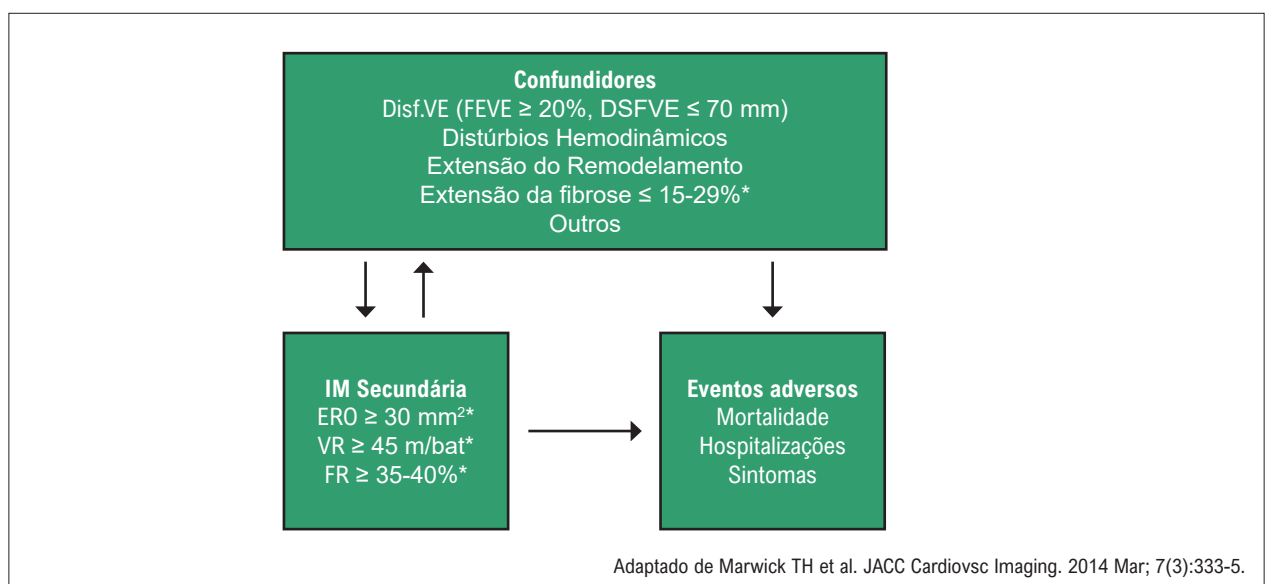 Confundidores
Disf.VE (FEVE ≥ 20%, DSFVE ≤ 70 mm)
Distúrbios Hemodinâmicos
Extensão do Remodelamento
Extensão da fibrose ≤ 15-29%*
Outros
IM Secundária
ERO ≥ 30 mm²*
VR ≥ 45 m/bat*
FR ≥ 35-40%*
Eventos adversos
Mortalidade
Hospitalizações
Sintomas
Adaptado de Marwick TH et al. JACC Cardiovsc Imaging. 2014 Mar; 7(3):333-5.